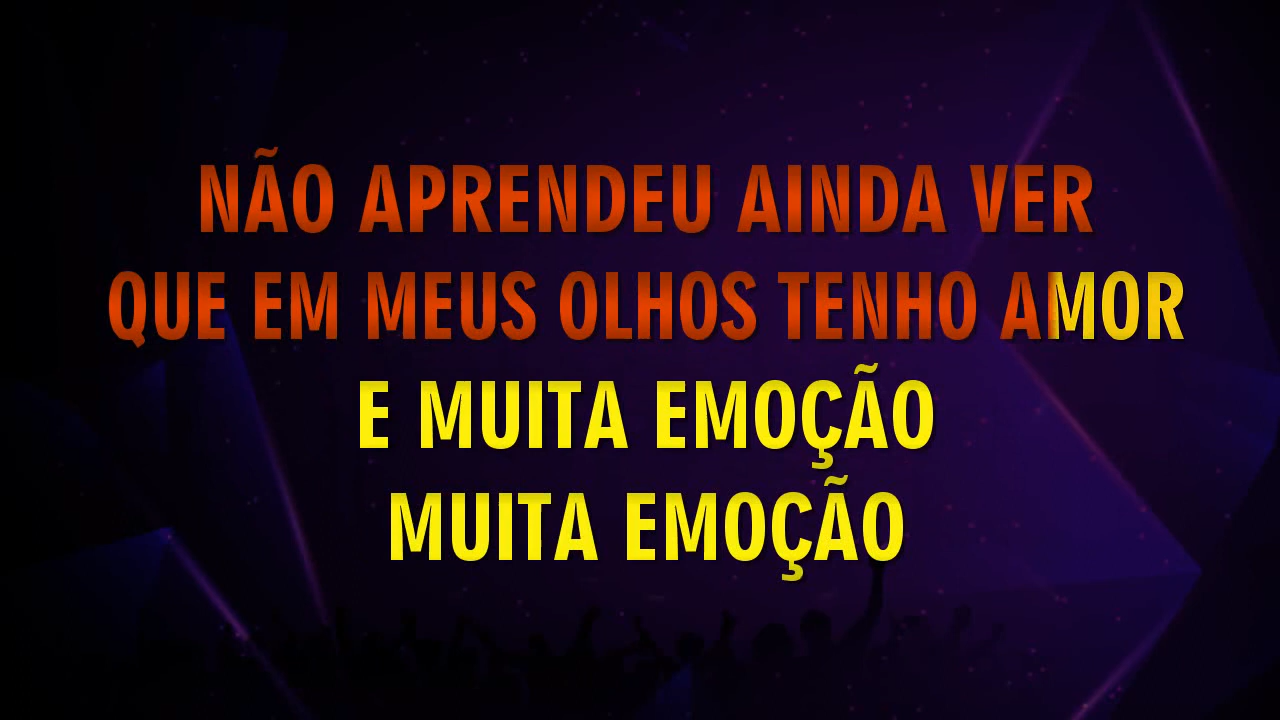 NÃO APRENDEU AINDA VER
QUE EM MEUS OLHOS TENHO AMOR
E MUITA EMOÇÃO
MUITA EMOÇÃO